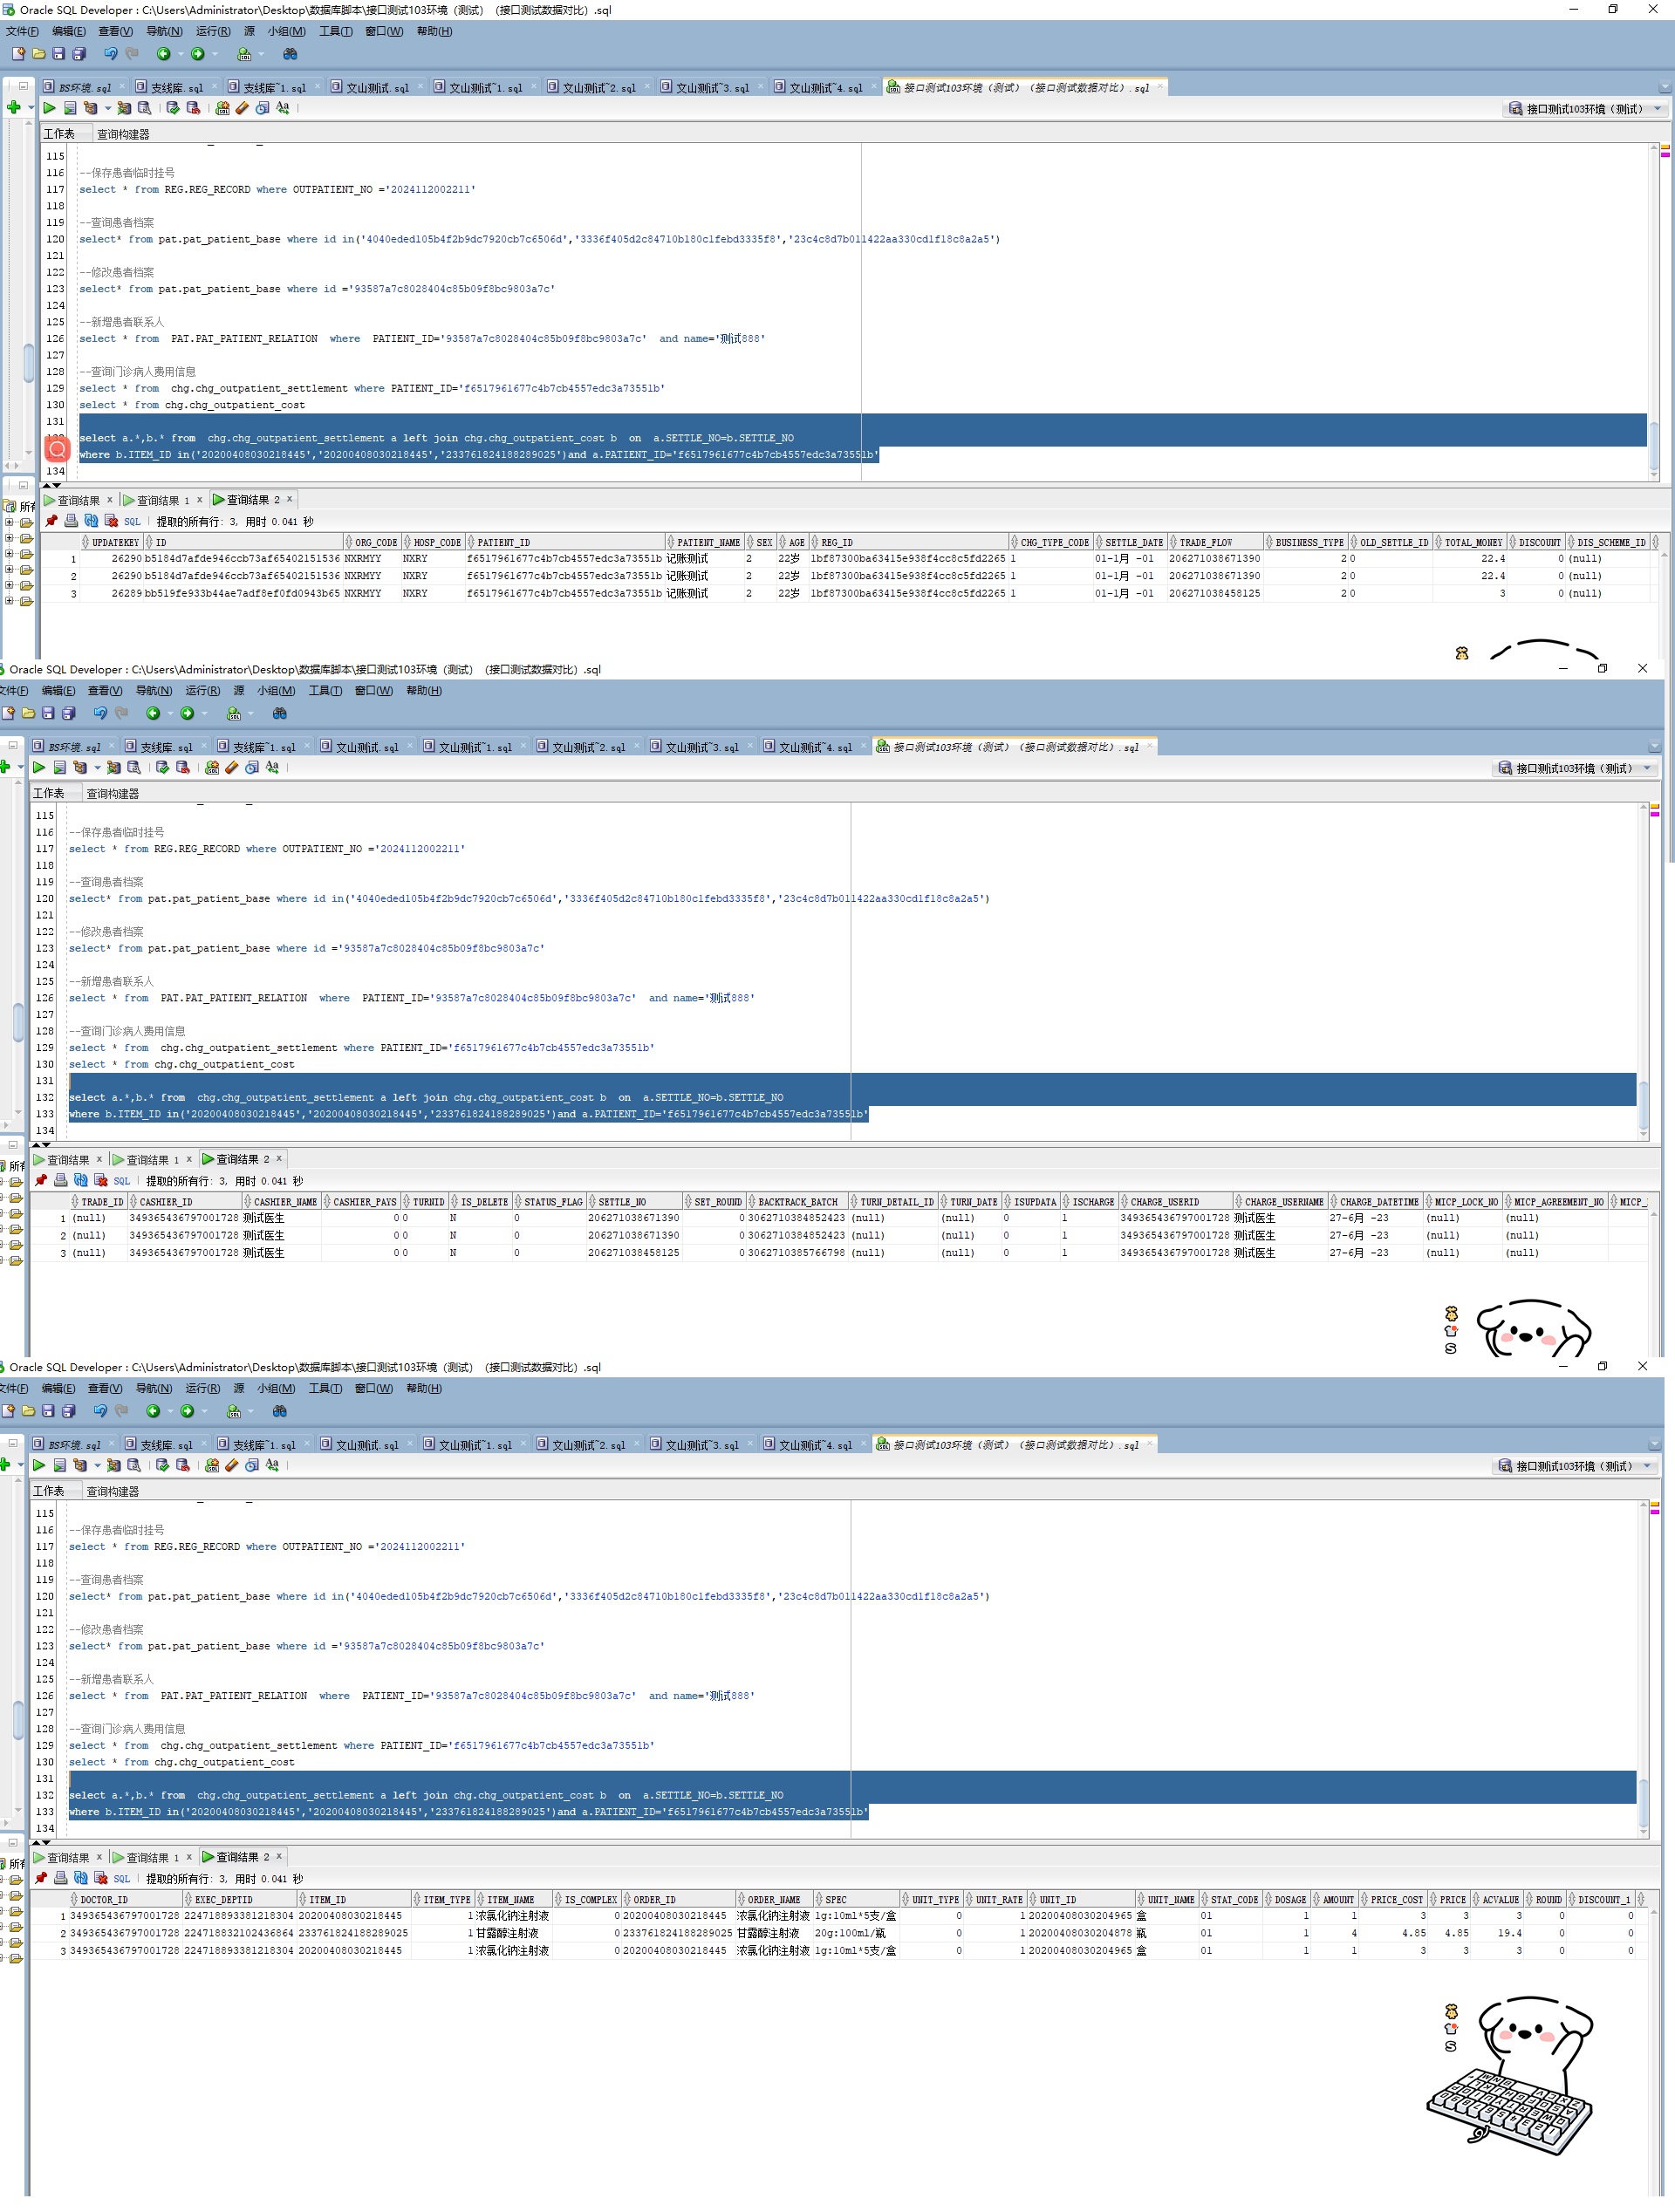 Oracle SQL Developer : C:\Users\Administrator\Desktop\数据库脚本\接口测试103环境（测试）（接口测试数据对比）.sql
文件(F) 编辑(E) 查看(V) 导航(N) 运行(R) 源 小组(M) 工具(T) 窗口(W) 帮助(H)
BS环境.sql 支线库.sql 支线库~1.sql 文山测试.sql 文山测试~1.sql 文山测试~2.sql 文山测试~3.sql 文山测试~4.sql 接口测试103环境（测试）（接口测试数据对比）.sql
接口测试103环境（测试）
工作表 查询构建器
115
116 --保存患者临时挂号
117 select * from REG.REG_RECORD where OUTPATIENT_NO ='2024112002211'
118
119 --查询患者档案
120 select* from pat.pat_patient_base where id in('4040eded105b4f2b9dc7920cb7c6506d','3336f405d2c84710b180c1febd3335f8','23c4c8d7b011422aa330cd1f18c8a2a5')
121
122 --修改患者档案
123 select* from pat.pat_patient_base where id ='93587a7c8028404c85b09f8bc9803a7c'
124
125 --新增患者联系人
126 select * from PAT.PAT_PATIENT_RELATION where PATIENT_ID='93587a7c8028404c85b09f8bc9803a7c' and name='测试888'
127
128 --查询门诊病人费用信息
129 select * from chg.chg_outpatient_settlement where PATIENT_ID='f6517961677c4b7cb4557edc3a73551b'
130 select * from chg.chg_outpatient_cost
131
select a.*,b.* from chg.chg_outpatient_settlement a left join chg.chg_outpatient_cost b on a.SETTLE_NO=b.SETTLE_NO
where b.ITEM_ID in('20200408030218445','20200408030218445','233761824188289025')and a.PATIENT_ID='f6517961677c4b7cb4557edc3a73551b'
134
查询结果 x 查询结果 1 x 查询结果 2 x
所有
SQL | 提取的所有行: 3, 用时 0.041 秒
UPDATEKEY ID ORG_CODE HOSP_CODE PATIENT_ID PATIENT_NAME SEX AGE REG_ID CHG_TYPE_CODE SETTLE_DATE TRADE_FLOW BUSINESS_TYPE OLD_SETTLE_ID TOTAL_MONEY DISCOUNT DIS_SCHEME_ID
1 26290 b5184d7afde946ccb73af65402151536 NXRMYY NXRY f6517961677c4b7cb4557edc3a73551b 记账测试 2 22岁 1bf87300ba63415e938f4cc8c5fd2265 1 01-1月 -01 206271038671390 2 0 22.4 0 (null)
2 26290 b5184d7afde946ccb73af65402151536 NXRMYY NXRY f6517961677c4b7cb4557edc3a73551b 记账测试 2 22岁 1bf87300ba63415e938f4cc8c5fd2265 1 01-1月 -01 206271038671390 2 0 22.4 0 (null)
3 26289 bb519fe933b44ae7adf8ef0fd0943b65 NXRMYY NXRY f6517961677c4b7cb4557edc3a73551b 记账测试 2 22岁 1bf87300ba63415e938f4cc8c5fd2265 1 01-1月 -01 206271038458125 2 0 3 0 (null)
Oracle SQL Developer : C:\Users\Administrator\Desktop\数据库脚本\接口测试103环境（测试）（接口测试数据对比）.sql
文件(F) 编辑(E) 查看(V) 导航(N) 运行(R) 源 小组(M) 工具(T) 窗口(W) 帮助(H)
BS环境.sql 支线库.sql 支线库~1.sql 文山测试.sql 文山测试~1.sql 文山测试~2.sql 文山测试~3.sql 文山测试~4.sql 接口测试103环境（测试）（接口测试数据对比）.sql
接口测试103环境（测试）
工作表 查询构建器
115
116 --保存患者临时挂号
117 select * from REG.REG_RECORD where OUTPATIENT_NO ='2024112002211'
118
119 --查询患者档案
120 select* from pat.pat_patient_base where id in('4040eded105b4f2b9dc7920cb7c6506d','3336f405d2c84710b180c1febd3335f8','23c4c8d7b011422aa330cd1f18c8a2a5')
121
122 --修改患者档案
123 select* from pat.pat_patient_base where id ='93587a7c8028404c85b09f8bc9803a7c'
124
125 --新增患者联系人
126 select * from PAT.PAT_PATIENT_RELATION where PATIENT_ID='93587a7c8028404c85b09f8bc9803a7c' and name='测试888'
127
128 --查询门诊病人费用信息
129 select * from chg.chg_outpatient_settlement where PATIENT_ID='f6517961677c4b7cb4557edc3a73551b'
130 select * from chg.chg_outpatient_cost
131
132 select a.*,b.* from chg.chg_outpatient_settlement a left join chg.chg_outpatient_cost b on a.SETTLE_NO=b.SETTLE_NO
133 where b.ITEM_ID in('20200408030218445','20200408030218445','233761824188289025')and a.PATIENT_ID='f6517961677c4b7cb4557edc3a73551b'
134
查询结果 x 查询结果 1 x 查询结果 2 x
所有
SQL | 提取的所有行: 3, 用时 0.041 秒
TRADE_ID CASHIER_ID CASHIER_NAME CASHIER_PAYS TURNID IS_DELETE STATUS_FLAG SETTLE_NO SET_ROUND BACKTRACK_BATCH TURN_DETAIL_ID TURN_DATE ISUPDATA ISCHARGE CHARGE_USERID CHARGE_USERNAME CHARGE_DATETIME MICP_LOCK_NO MICP_AGREEMENT_NO MICP_
1 (null) 349365436797001728 测试医生 0 0 N 0 206271038671390 0 3062710384852423 (null) (null) 0 1 349365436797001728 测试医生 27-6月 -23 (null) (null)
2 (null) 349365436797001728 测试医生 0 0 N 0 206271038671390 0 3062710384852423 (null) (null) 0 1 349365436797001728 测试医生 27-6月 -23 (null) (null)
3 (null) 349365436797001728 测试医生 0 0 N 0 206271038458125 0 3062710385766798 (null) (null) 0 1 349365436797001728 测试医生 27-6月 -23 (null) (null)
S
Oracle SQL Developer : C:\Users\Administrator\Desktop\数据库脚本\接口测试103环境（测试）（接口测试数据对比）.sql
文件(F) 编辑(E) 查看(V) 导航(N) 运行(R) 源 小组(M) 工具(T) 窗口(W) 帮助(H)
BS环境.sql 支线库.sql 支线库~1.sql 文山测试.sql 文山测试~1.sql 文山测试~2.sql 文山测试~3.sql 文山测试~4.sql 接口测试103环境（测试）（接口测试数据对比）.sql
接口测试103环境（测试）
工作表 查询构建器
115
116 --保存患者临时挂号
117 select * from REG.REG_RECORD where OUTPATIENT_NO ='2024112002211'
118
119 --查询患者档案
120 select* from pat.pat_patient_base where id in('4040eded105b4f2b9dc7920cb7c6506d','3336f405d2c84710b180c1febd3335f8','23c4c8d7b011422aa330cd1f18c8a2a5')
121
122 --修改患者档案
123 select* from pat.pat_patient_base where id ='93587a7c8028404c85b09f8bc9803a7c'
124
125 --新增患者联系人
126 select * from PAT.PAT_PATIENT_RELATION where PATIENT_ID='93587a7c8028404c85b09f8bc9803a7c' and name='测试888'
127
128 --查询门诊病人费用信息
129 select * from chg.chg_outpatient_settlement where PATIENT_ID='f6517961677c4b7cb4557edc3a73551b'
130 select * from chg.chg_outpatient_cost
131
132 select a.*,b.* from chg.chg_outpatient_settlement a left join chg.chg_outpatient_cost b on a.SETTLE_NO=b.SETTLE_NO
133 where b.ITEM_ID in('20200408030218445','20200408030218445','233761824188289025')and a.PATIENT_ID='f6517961677c4b7cb4557edc3a73551b'
134
查询结果 x 查询结果 1 x 查询结果 2 x
所有
SQL | 提取的所有行: 3, 用时 0.041 秒
DOCTOR_ID EXEC_DEPTID ITEM_ID ITEM_TYPE ITEM_NAME IS_COMPLEX ORDER_ID ORDER_NAME SPEC UNIT_TYPE UNIT_RATE UNIT_ID UNIT_NAME STAT_CODE DOSAGE AMOUNT PRICE_COST PRICE ACVALUE ROUND DISCOUNT_1
1 349365436797001728 224718893381218304 20200408030218445 1 浓氯化钠注射液 0 20200408030218445 浓氯化钠注射液 1g:10ml*5支/盒 0 1 20200408030204965 盒 01 1 1 3 3 3 0 0
2 349365436797001728 224718832102436864 233761824188289025 1 甘露醇注射液 0 233761824188289025 甘露醇注射液 20g:100ml/瓶 0 1 20200408030204878 瓶 01 1 4 4.85 4.85 19.4 0 0
3 349365436797001728 224718893381218304 20200408030218445 1 浓氯化钠注射液 0 20200408030218445 浓氯化钠注射液 1g:10ml*5支/盒 0 1 20200408030204965 盒 01 1 1 3 3 3 0 0
S